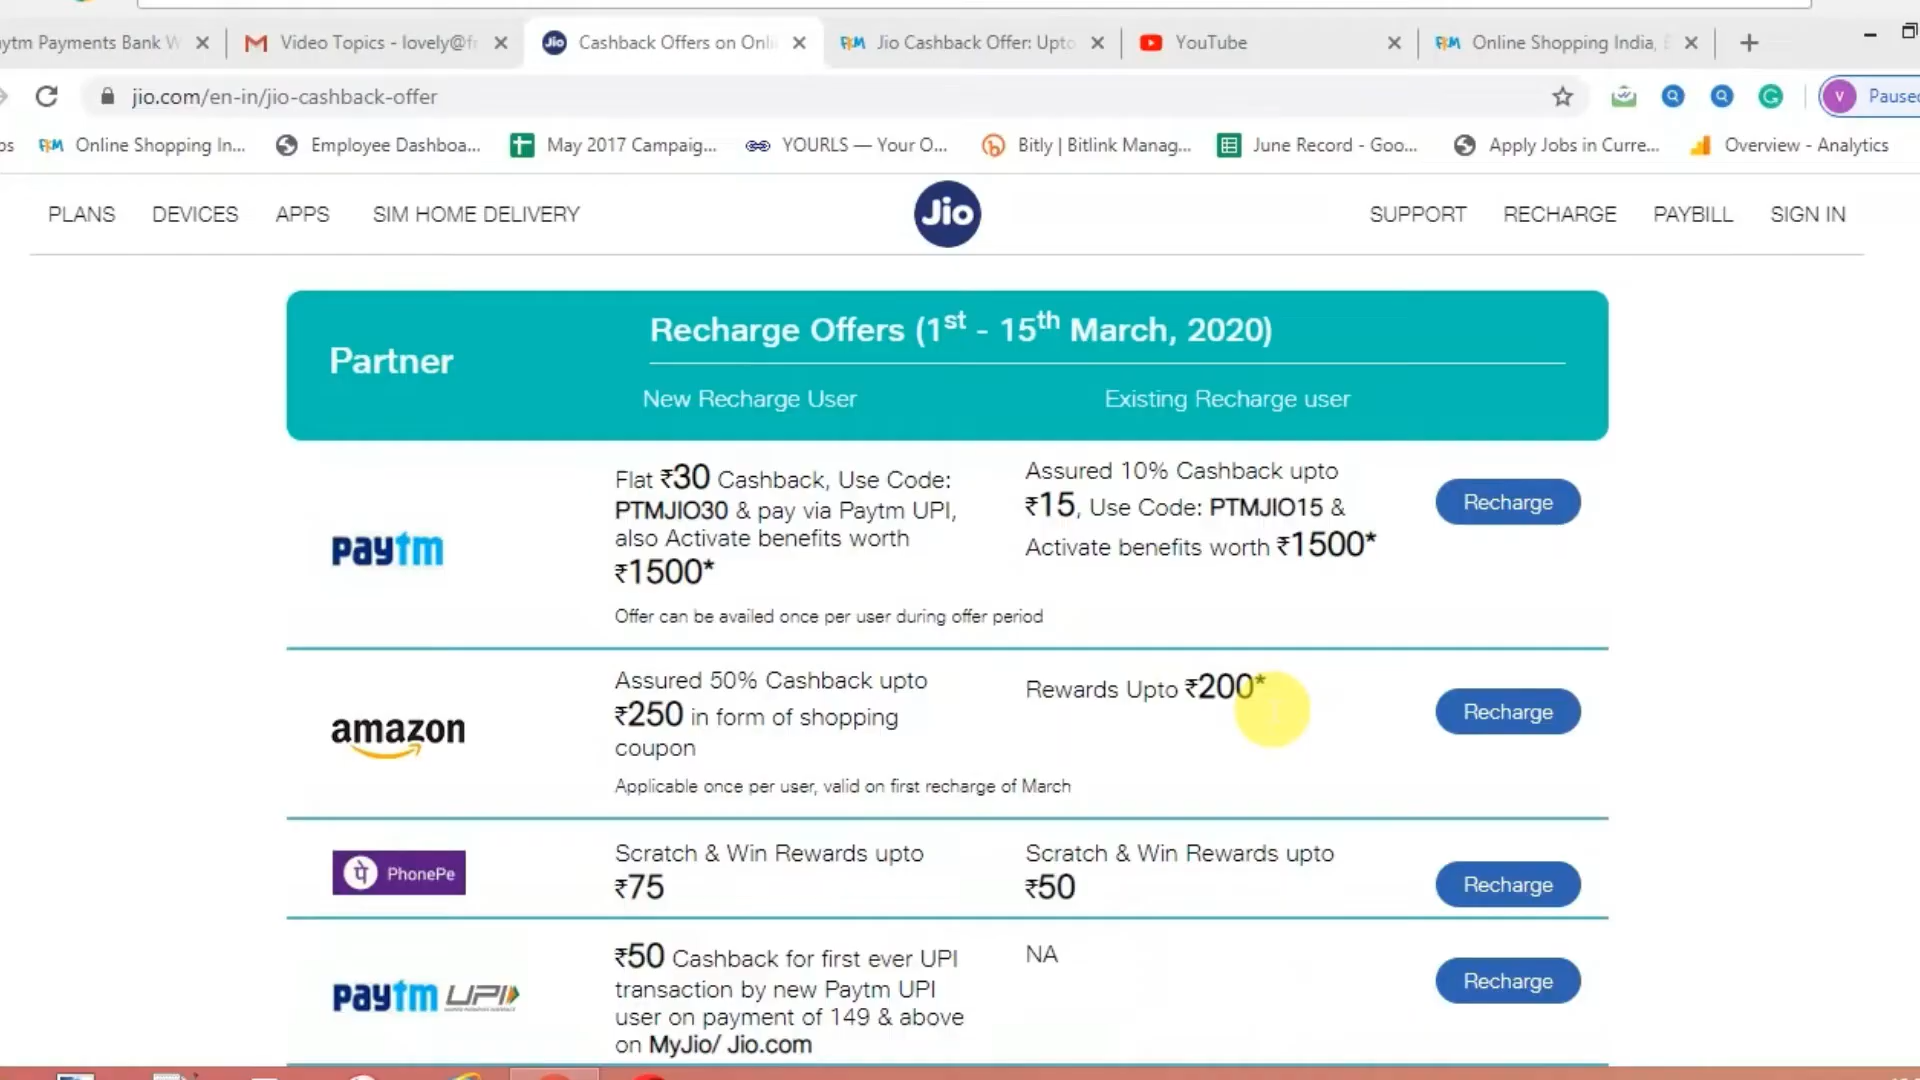 ytm Payments Bank W
Video Topics - lovely@fr
Cashback Offers on Onli
Jio Cashback Offer: Upto
YouTube
Online Shopping India,
jio.com/en-in/jio-cashback-offer
V
Paused
ps
Online Shopping In...
Employee Dashboa...
May 2017 Campaig...
YOURLS — Your O...
Bitly | Bitlink Manag...
June Record - Goo...
Apply Jobs in Curre...
Overview - Analytics
PLANS
DEVICES
APPS
SIM HOME DELIVERY
Jio
SUPPORT
RECHARGE
PAYBILL
SIGN IN
Partner
Recharge Offers (1st - 15th March, 2020)
New Recharge User
Existing Recharge user
paytm
Flat ₹30 Cashback, Use Code:
PTMJIO30 & pay via Paytm UPI,
also Activate benefits worth
₹1500*
Assured 10% Cashback upto
₹15, Use Code: PTMJIO15 &
Activate benefits worth ₹1500*
Recharge
Offer can be availed once per user during offer period
amazon
Assured 50% Cashback upto
₹250 in form of shopping
coupon
Rewards Upto ₹200*
Recharge
Applicable once per user, valid on first recharge of March
पे PhonePe
Scratch & Win Rewards upto
₹75
Scratch & Win Rewards upto
₹50
Recharge
paytm UPI
₹50 Cashback for first ever UPI
transaction by new Paytm UPI
user on payment of 149 & above
on MyJio/ Jio.com
NA
Recharge